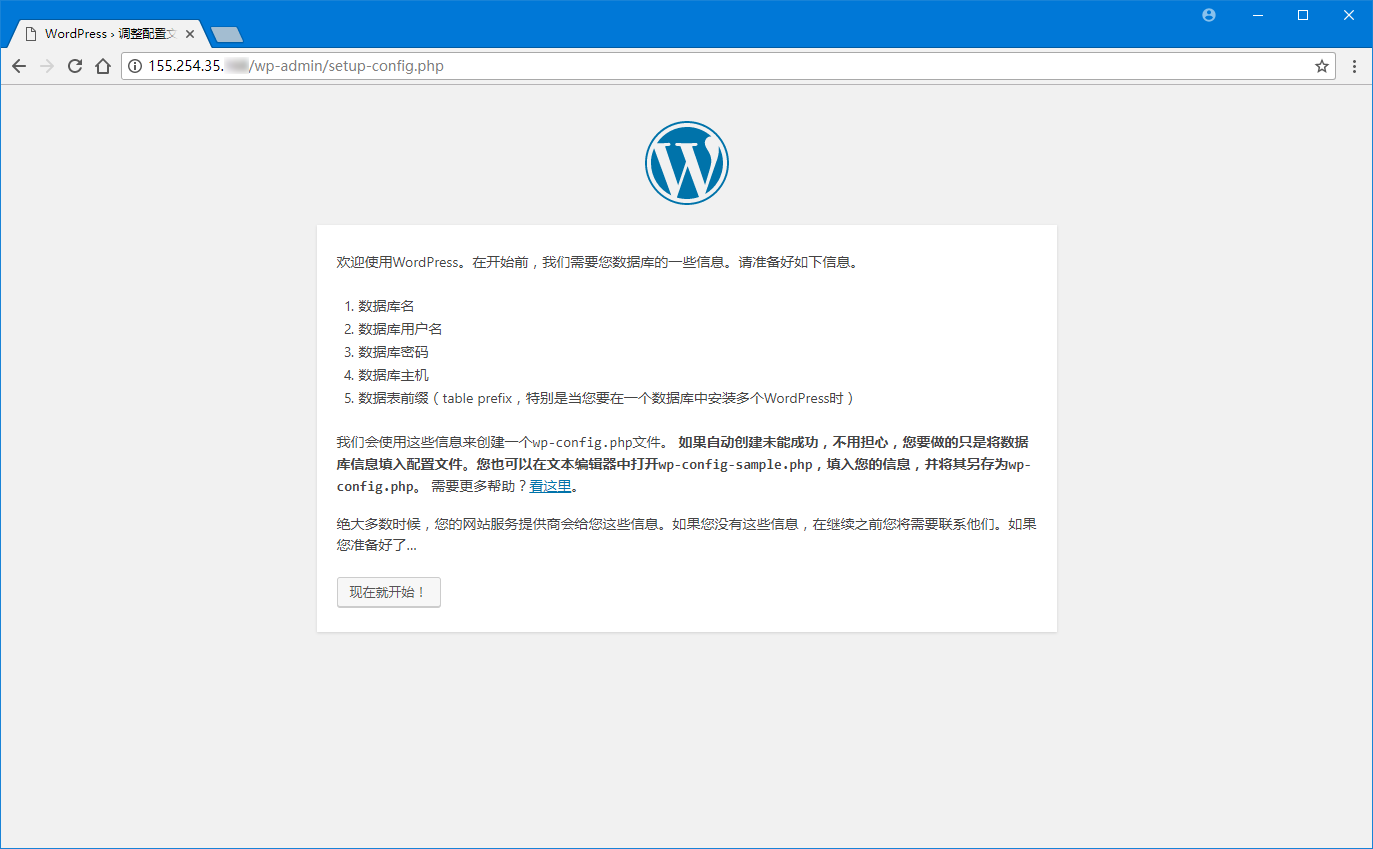 WordPress › 调整配置文
155.254.35. /wp-admin/setup-config.php
欢迎使用WordPress。在开始前，我们需要您数据库的一些信息。请准备好如下信息。
1. 数据库名
2. 数据库用户名
3. 数据库密码
4. 数据库主机
5. 数据表前缀（table prefix，特别是当您要在一个数据库中安装多个WordPress时）
我们会使用这些信息来创建一个wp-config.php文件。 如果自动创建未能成功，不用担心，您要做的只是将数据
库信息填入配置文件。您也可以在文本编辑器中打开wp-config-sample.php，填入您的信息，并将其另存为wp-
config.php。 需要更多帮助？看这里。
绝大多数时候，您的网站服务提供商会给您这些信息。如果您没有这些信息，在继续之前您将需要联系他们。如果
您准备好了…
现在就开始！